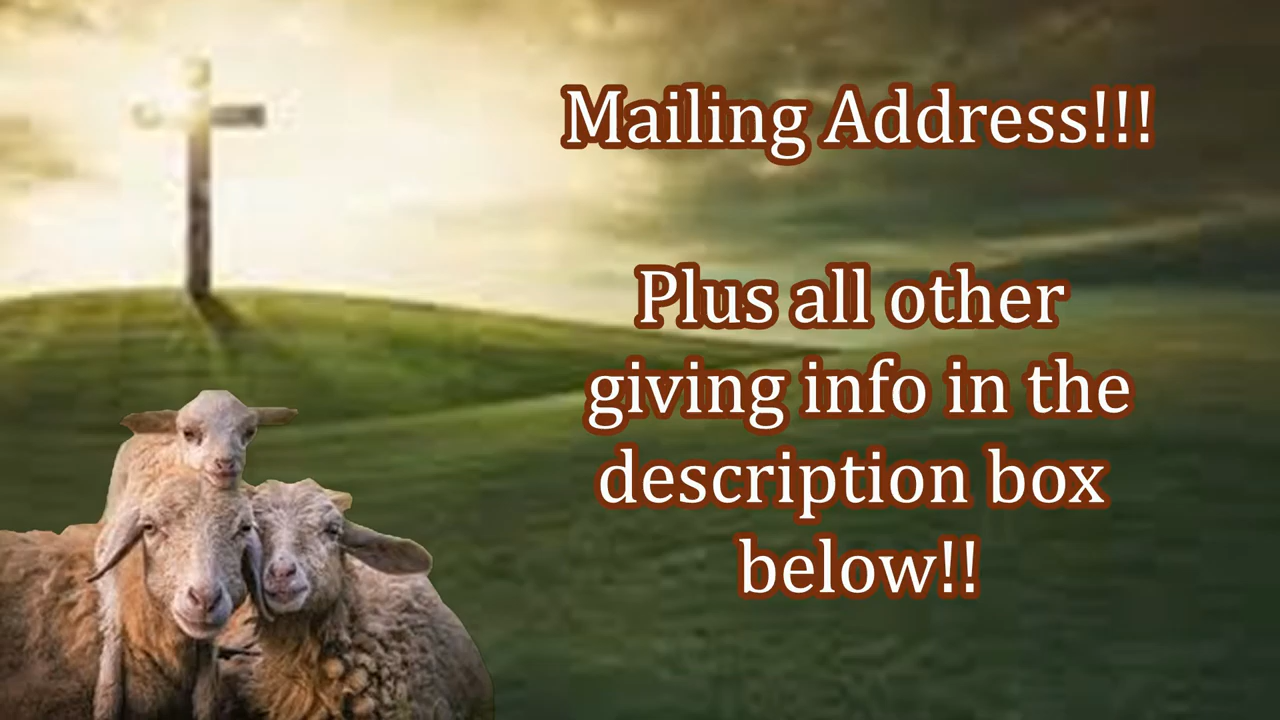 Mailing Address!!!
Plus all other
giving info in the
description box
below!!